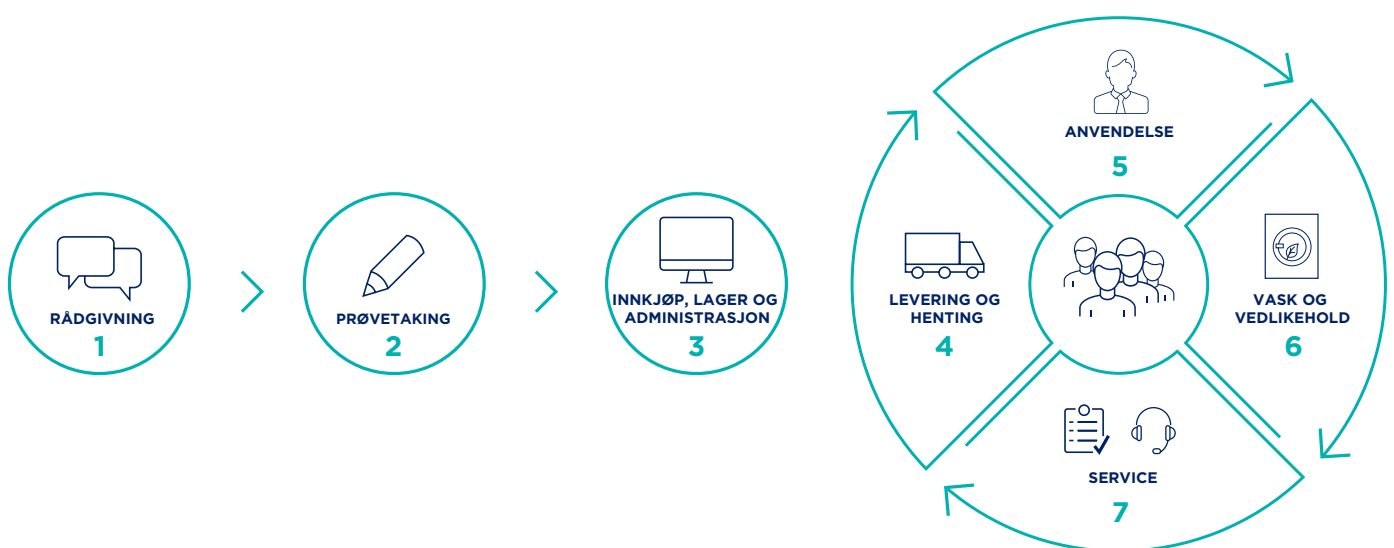 RÅDGIVNING
1
PRØVETAKING
2
INNKJØP, LAGER OG
ADMINISTRASJON
3
LEVERING OG
HENTING
4
ANVENDELSE
5
VASK OG
VEDLIKEHOLD
6
SERVICE
7